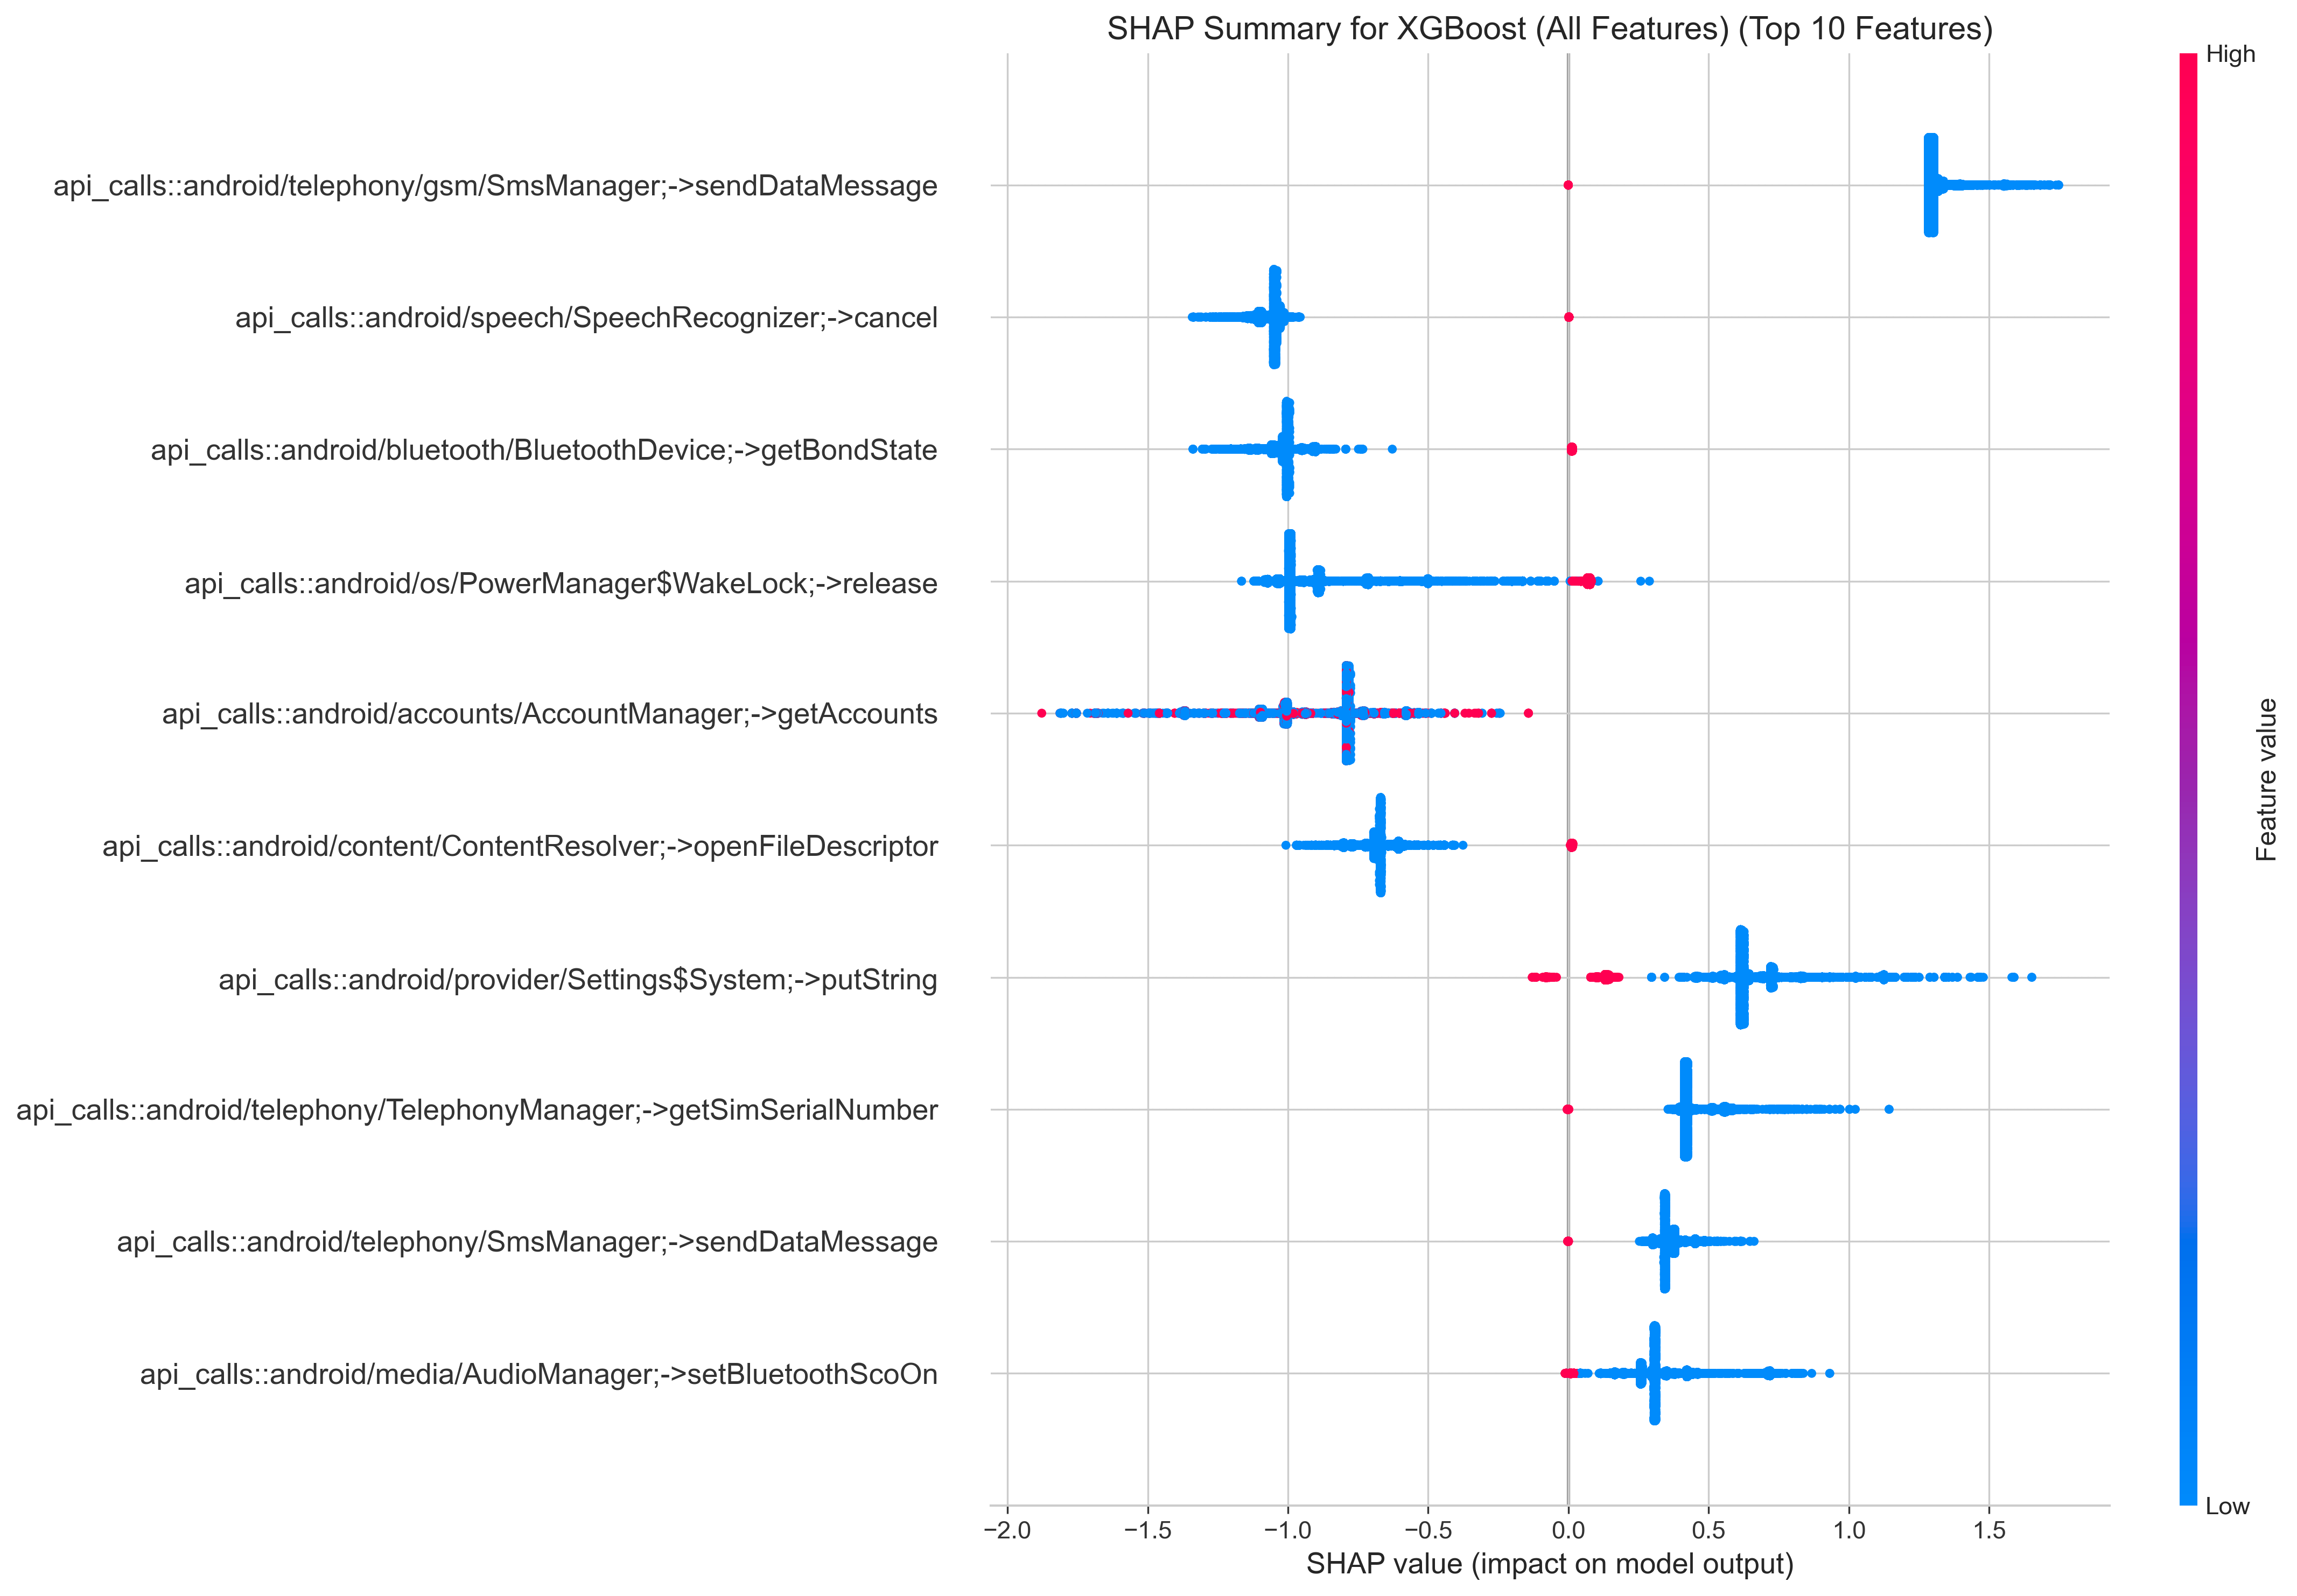 SHAP Summary for XGBoost (All Features) (Top 10 Features)
High
api_calls::android/telephony/gsm/SmsManager;->sendDataMessage
api_calls::android/speech/SpeechRecognizer;->cancel
api_calls::android/bluetooth/BluetoothDevice;->getBondState
api_calls::android/os/PowerManager$WakeLock;->release
api_calls::android/accounts/AccountManager;->getAccounts
api_calls::android/content/ContentResolver;->openFileDescriptor
api_calls::android/provider/Settings$System;->putString
api_calls::android/telephony/TelephonyManager;->getSimSerialNumber
api_calls::android/telephony/SmsManager;->sendDataMessage
api_calls::android/media/AudioManager;->setBluetoothScoOn
Feature value
Low
−2.0 −1.5 −1.0 −0.5 0.0 0.5 1.0 1.5
SHAP value (impact on model output)